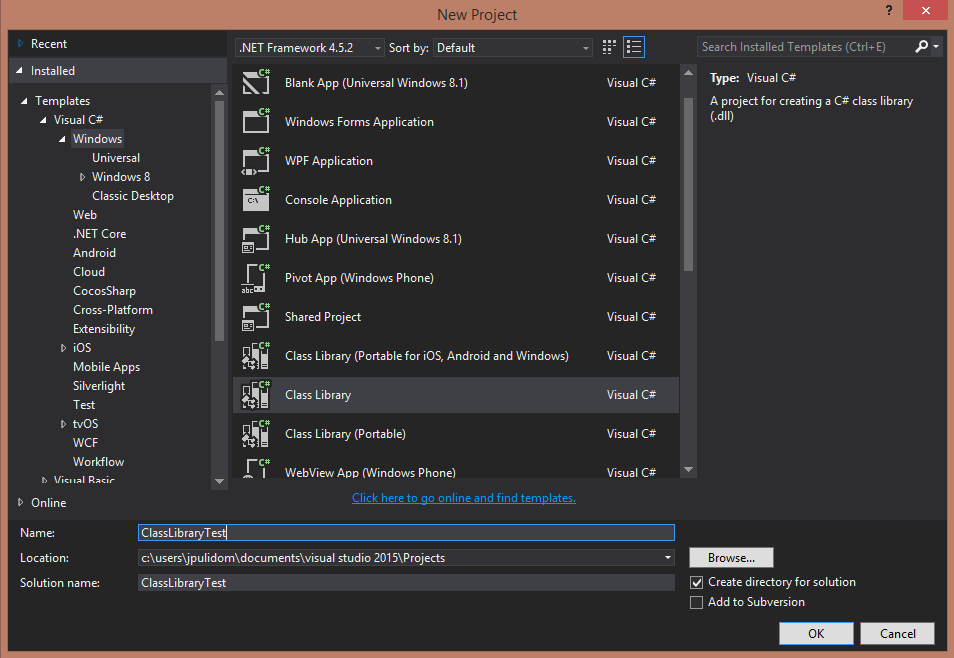 New Project
?
Recent
Installed
Templates
Visual C#
Windows
Universal
Windows 8
Classic Desktop
Web
.NET Core
Android
Cloud
CocosSharp
Cross-Platform
Extensibility
iOS
Mobile Apps
Silverlight
Test
tvOS
WCF
Workflow
Visual Basic
Online
.NET Framework 4.5.2 Sort by: Default
Blank App (Universal Windows 8.1) Visual C#
Windows Forms Application Visual C#
WPF Application Visual C#
Console Application Visual C#
Hub App (Universal Windows 8.1) Visual C#
Pivot App (Windows Phone) Visual C#
Shared Project Visual C#
Class Library (Portable for iOS, Android and Windows) Visual C#
Class Library Visual C#
Class Library (Portable) Visual C#
WebView App (Windows Phone) Visual C#
Click here to go online and find templates.
Search Installed Templates (Ctrl+E)
Type: Visual C#
A project for creating a C# class library
(.dll)
Name: ClassLibraryTest
Location: c:\users\jpulidom\documents\visual studio 2015\Projects Browse...
Solution name: ClassLibraryTest
Create directory for solution
Add to Subversion
OK Cancel